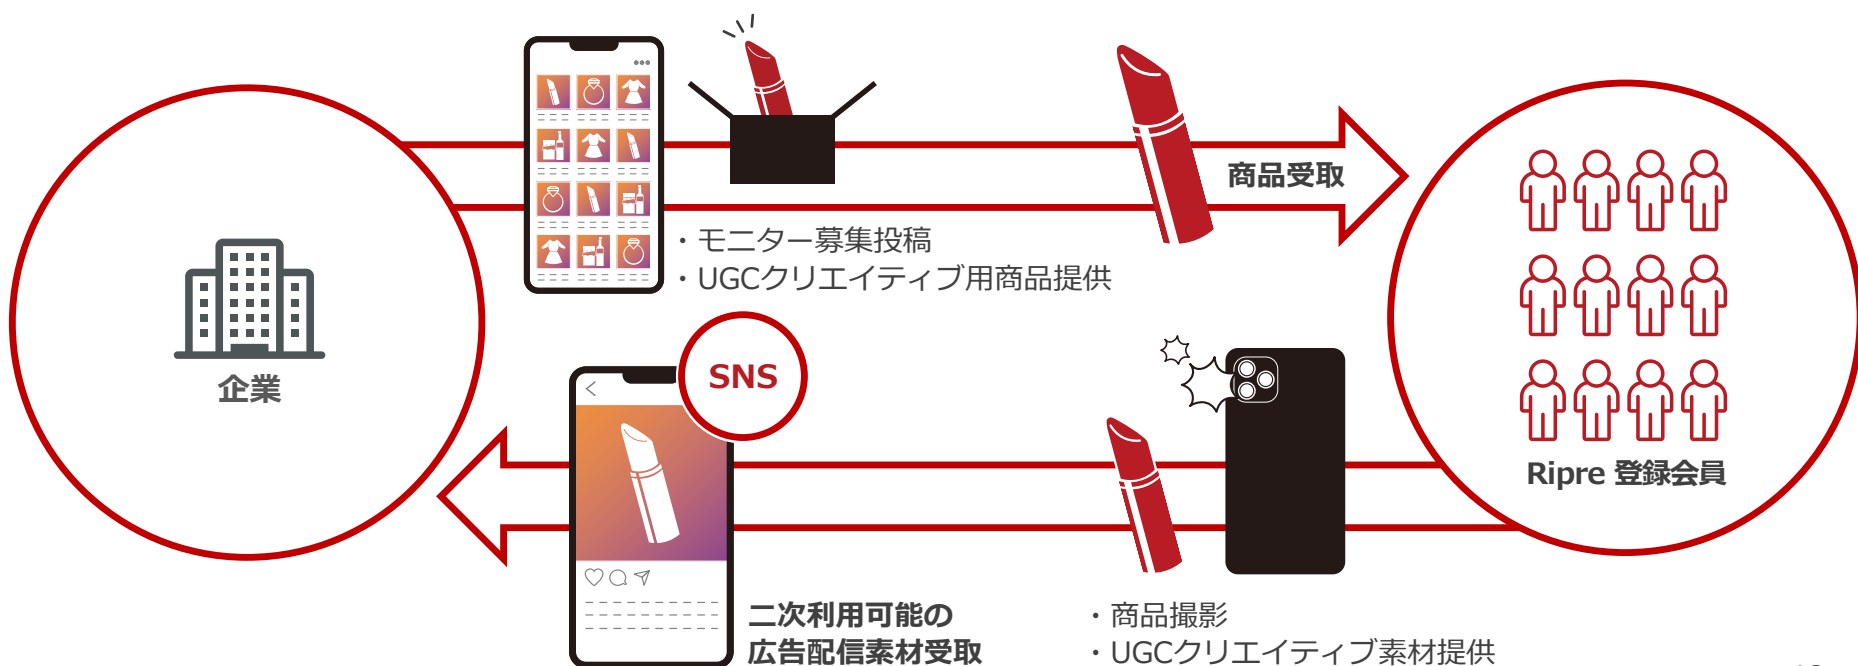 商品受取
・モニター募集投稿
・UGCクリエイティブ用商品提供
企業
SNS
Ripre 登録会員
二次利用可能の
広告配信素材受取
・商品撮影
・UGCクリエイティブ素材提供